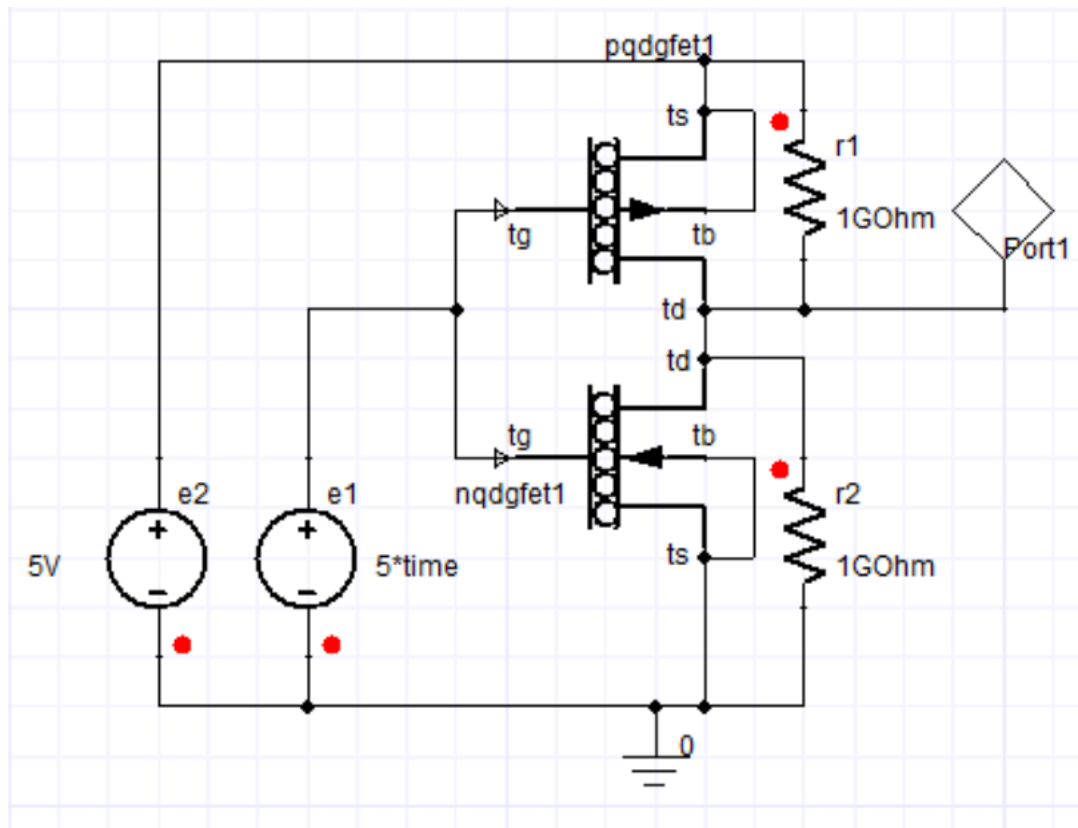 pqdgfet1
ts
r1
1GOhm
tg
tb
Port1
td
td
tg
tb
nqdgfet1
e2
e1
r2
5V
5*time
ts
1GOhm
0